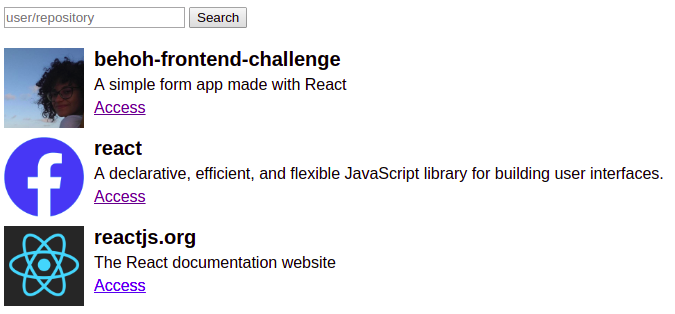 user/repository Search
behoh-frontend-challenge
A simple form app made with React
Access
react
A declarative, efficient, and flexible JavaScript library for building user interfaces.
Access
reactjs.org
The React documentation website
Access